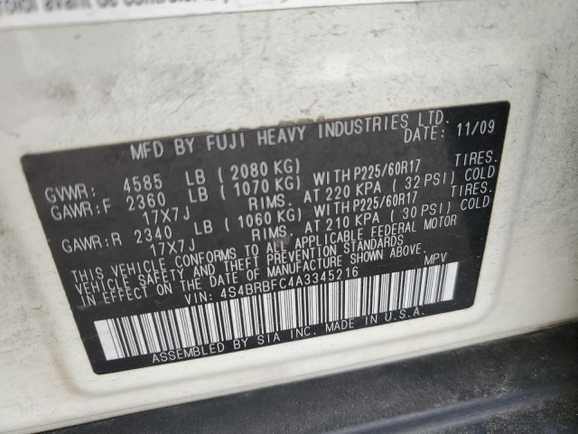 MFD BY FUJI HEAVY INDUSTRIES LTD.
DATE: 11/09
GVWR: 4585 LB (2080 KG)
GAWR:F 2360 LB (1070 KG) WITH P225/60R17 TIRES.
17X7J RIMS. AT 220 KPA (32 PSI) COLD
GAWR:R 2340 LB (1060 KG) WITH P225/60R17 TIRES.
17X7J RIMS. AT 210 KPA (30 PSI) COLD
THIS VEHICLE CONFORMS TO ALL APPLICABLE FEDERAL MOTOR
VEHICLE SAFETY AND THEFT PREVENTION STANDARDS
IN EFFECT ON THE DATE OF MANUFACTURE SHOWN ABOVE.
VIN: 4S4BRBFC4A3345216 MPV
ASSEMBLED BY SIA INC. MADE IN U.S.A.